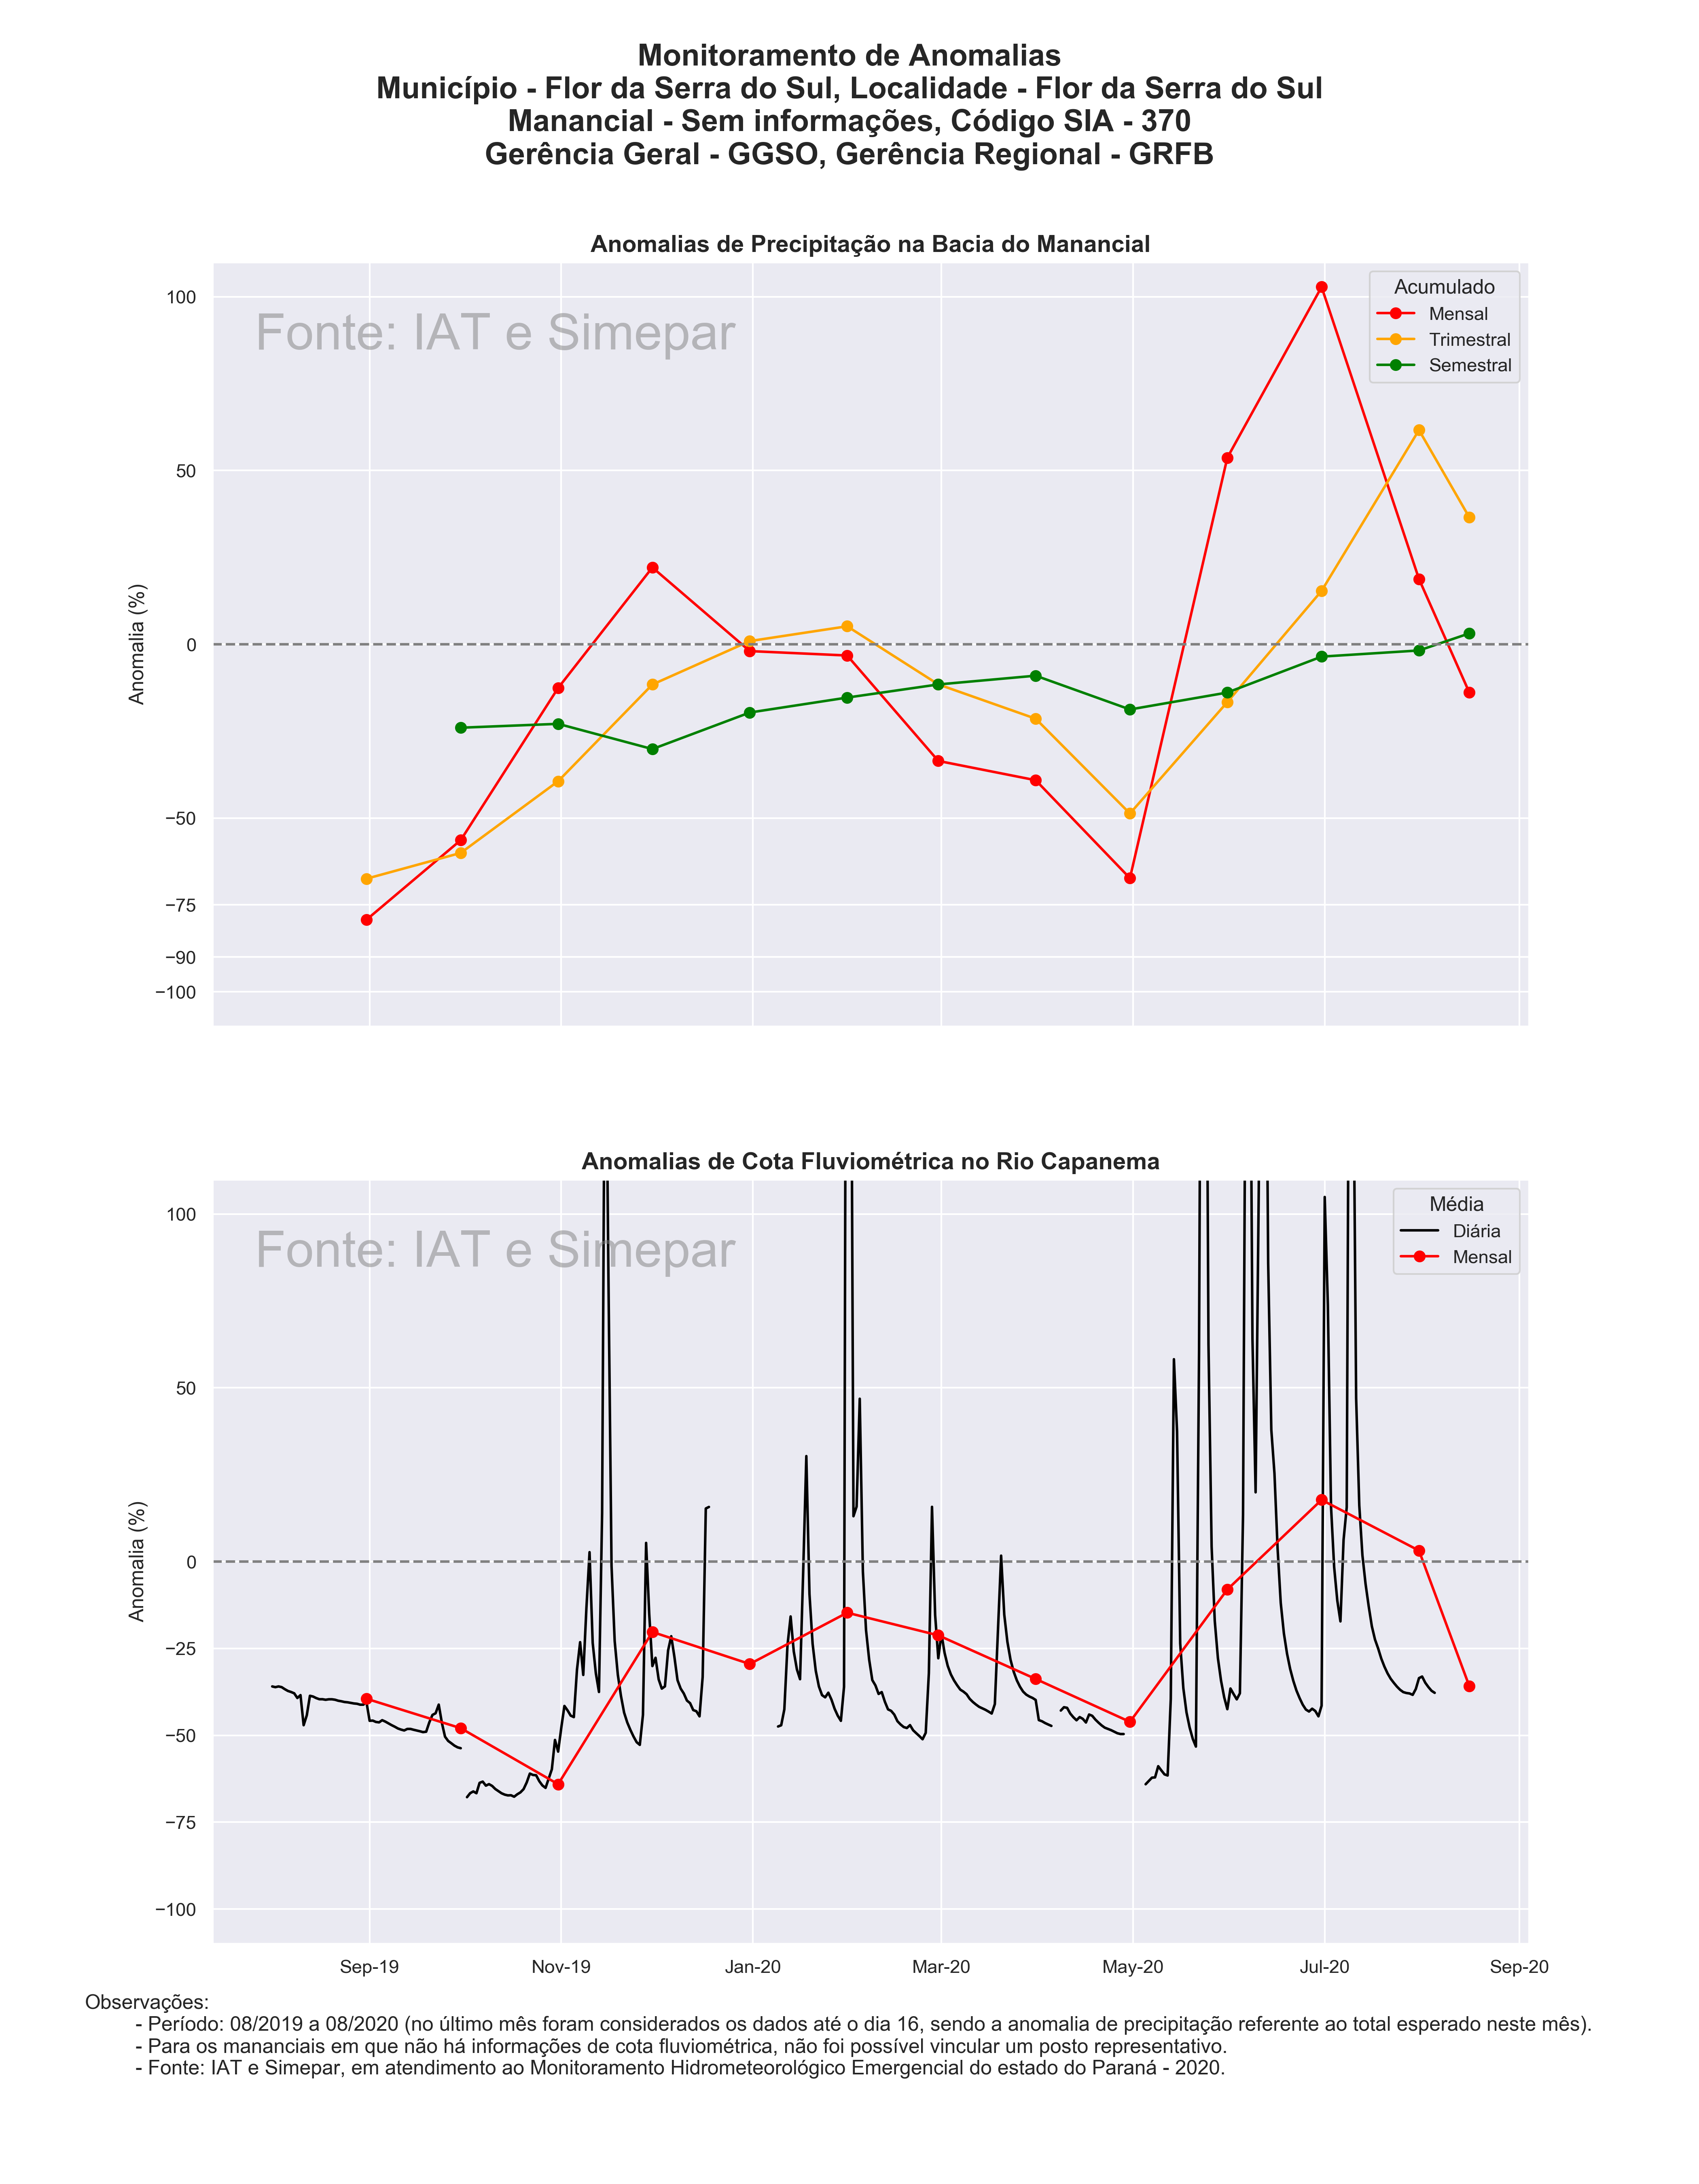 Monitoramento de Anomalias
Município - Flor da Serra do Sul, Localidade - Flor da Serra do Sul
Manancial - Sem informações, Código SIA - 370
Gerência Geral - GGSO, Gerência Regional - GRFB
Anomalias de Precipitação na Bacia do Manancial
Fonte: IAT e Simepar
Acumulado
Mensal
Trimestral
Semestral
Anomalia (%)
100
50
0
−50
−75
−90
−100
Anomalias de Cota Fluviométrica no Rio Capanema
Fonte: IAT e Simepar
Média
Diária
Mensal
Anomalia (%)
100
50
0
−25
−50
−75
−100
Sep-19 Nov-19 Jan-20 Mar-20 May-20 Jul-20 Sep-20
Observações:
- Período: 08/2019 a 08/2020 (no último mês foram considerados os dados até o dia 16, sendo a anomalia de precipitação referente ao total esperado neste mês).
- Para os mananciais em que não há informações de cota fluviométrica, não foi possível vincular um posto representativo.
- Fonte: IAT e Simepar, em atendimento ao Monitoramento Hidrometeorológico Emergencial do estado do Paraná - 2020.